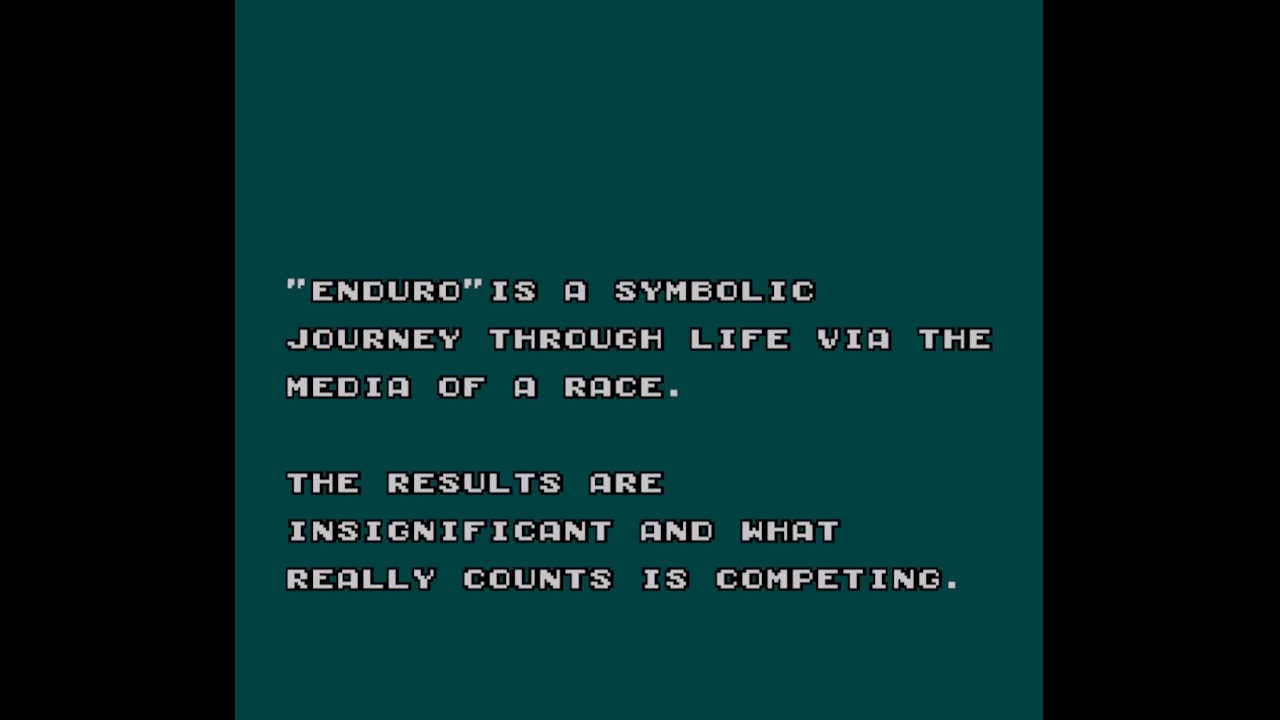 "ENDURO"IS A SYMBOLIC
JOURNEY THROUGH LIFE VIA THE
MEDIA OF A RACE.
THE RESULTS ARE
INSIGNIFICANT AND WHAT
REALLY COUNTS IS COMPETING.